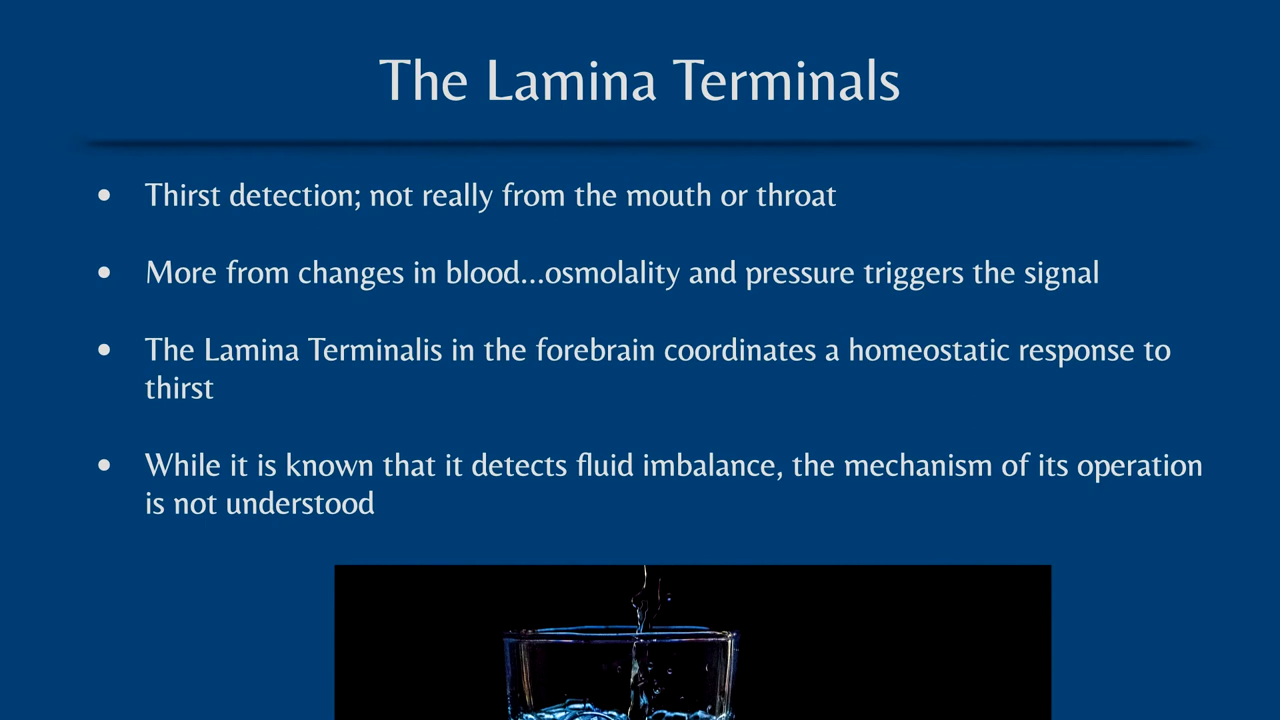 The Lamina Terminals
• Thirst detection; not really from the mouth or throat
• More from changes in blood...osmolality and pressure triggers the signal
• The Lamina Terminalis in the forebrain coordinates a homeostatic response to
thirst
• While it is known that it detects fluid imbalance, the mechanism of its operation
is not understood